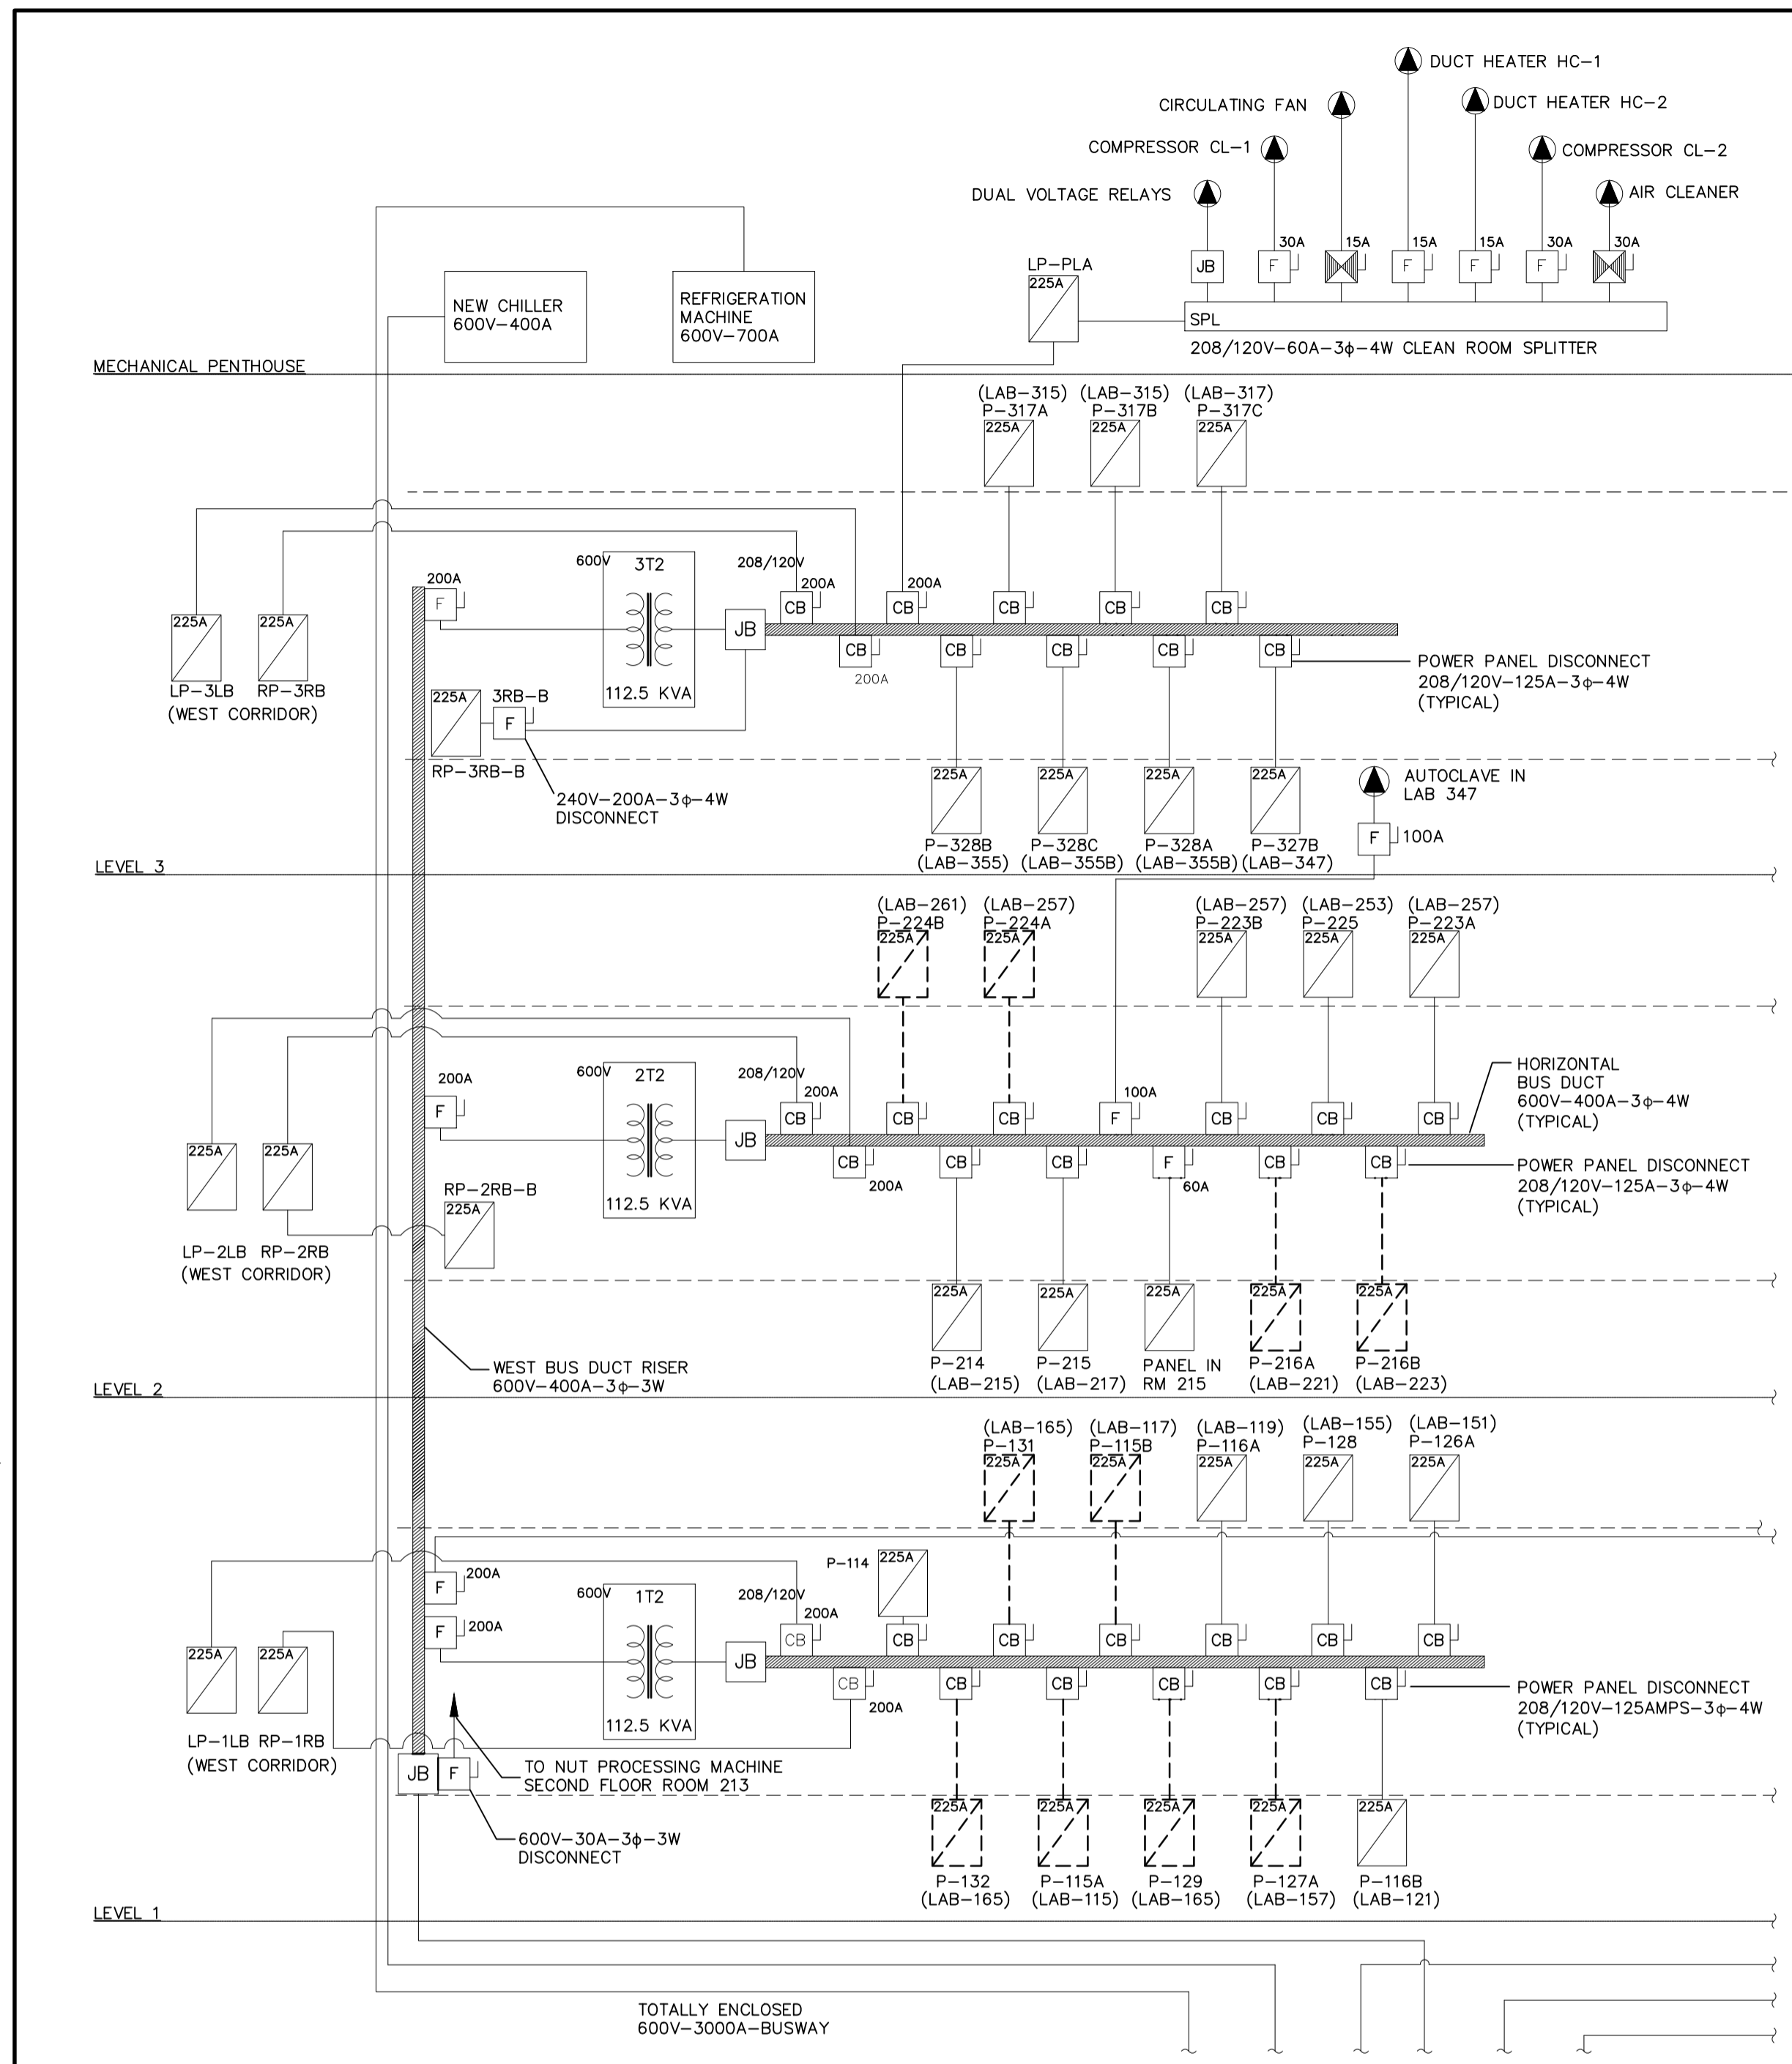 DUCT HEATER HC-1
CIRCULATING FAN
DUCT HEATER HC-2
COMPRESSOR CL-1
COMPRESSOR CL-2
DUAL VOLTAGE RELAYS
AIR CLEANER
30A
15A
15A
15A
30A
30A
JB
F
F
F
F
LP-PLA
225A
SPL
208/120V-60A-3ϕ-4W CLEAN ROOM SPLITTER
NEW CHILLER
600V-400A
REFRIGERATION
MACHINE
600V-700A
MECHANICAL PENTHOUSE
(LAB-315)
P-317A
225A
(LAB-315)
P-317B
225A
(LAB-317)
P-317C
225A
200A
F
600V
3T2
112.5 KVA
208/120V
JB
CB
200A
CB
200A
CB
CB
CB
CB
200A
CB
CB
CB
CB
POWER PANEL DISCONNECT
208/120V-125A-3ϕ-4W
(TYPICAL)
225A
LP-3LB
225A
RP-3RB
(WEST CORRIDOR)
225A
RP-3RB-B
3RB-B
F
240V-200A-3ϕ-4W
DISCONNECT
225A
P-328B
(LAB-355)
225A
P-328C
(LAB-355B)
225A
P-328A
(LAB-355B)
225A
P-327B
(LAB-347)
AUTOCLAVE IN
LAB 347
F
100A
LEVEL 3
(LAB-261)
P-224B
225A
(LAB-257)
P-224A
225A
(LAB-257)
P-223B
225A
(LAB-253)
P-225
225A
(LAB-257)
P-223A
225A
200A
F
600V
2T2
112.5 KVA
208/120V
JB
CB
200A
CB
CB
F
100A
CB
CB
CB
CB
200A
CB
CB
F
60A
CB
CB
HORIZONTAL
BUS DUCT
600V-400A-3ϕ-4W
(TYPICAL)
POWER PANEL DISCONNECT
208/120V-125A-3ϕ-4W
(TYPICAL)
225A
225A
LP-2LB RP-2RB
(WEST CORRIDOR)
RP-2RB-B
225A
225A
P-214
(LAB-215)
225A
P-215
(LAB-217)
225A
PANEL IN
RM 215
225A
P-216A
(LAB-221)
225A
P-216B
(LAB-223)
WEST BUS DUCT RISER
600V-400A-3ϕ-3W
LEVEL 2
(LAB-165)
P-131
225A
(LAB-117)
P-115B
225A
(LAB-119)
P-116A
225A
(LAB-155)
P-128
225A
(LAB-151)
P-126A
225A
P-114
225A
F
200A
F
200A
600V
1T2
112.5 KVA
208/120V
JB
CB
200A
CB
CB
CB
CB
CB
CB
CB
200A
CB
CB
CB
CB
CB
POWER PANEL DISCONNECT
208/120V-125AMPS-3ϕ-4W
(TYPICAL)
225A
225A
LP-1LB RP-1RB
(WEST CORRIDOR)
JB
F
TO NUT PROCESSING MACHINE
SECOND FLOOR ROOM 213
600V-30A-3ϕ-3W
DISCONNECT
225A
P-132
(LAB-165)
225A
P-115A
(LAB-115)
225A
P-129
(LAB-165)
225A
P-127A
(LAB-157)
225A
P-116B
(LAB-121)
LEVEL 1
TOTALLY ENCLOSED
600V-3000A-BUSWAY